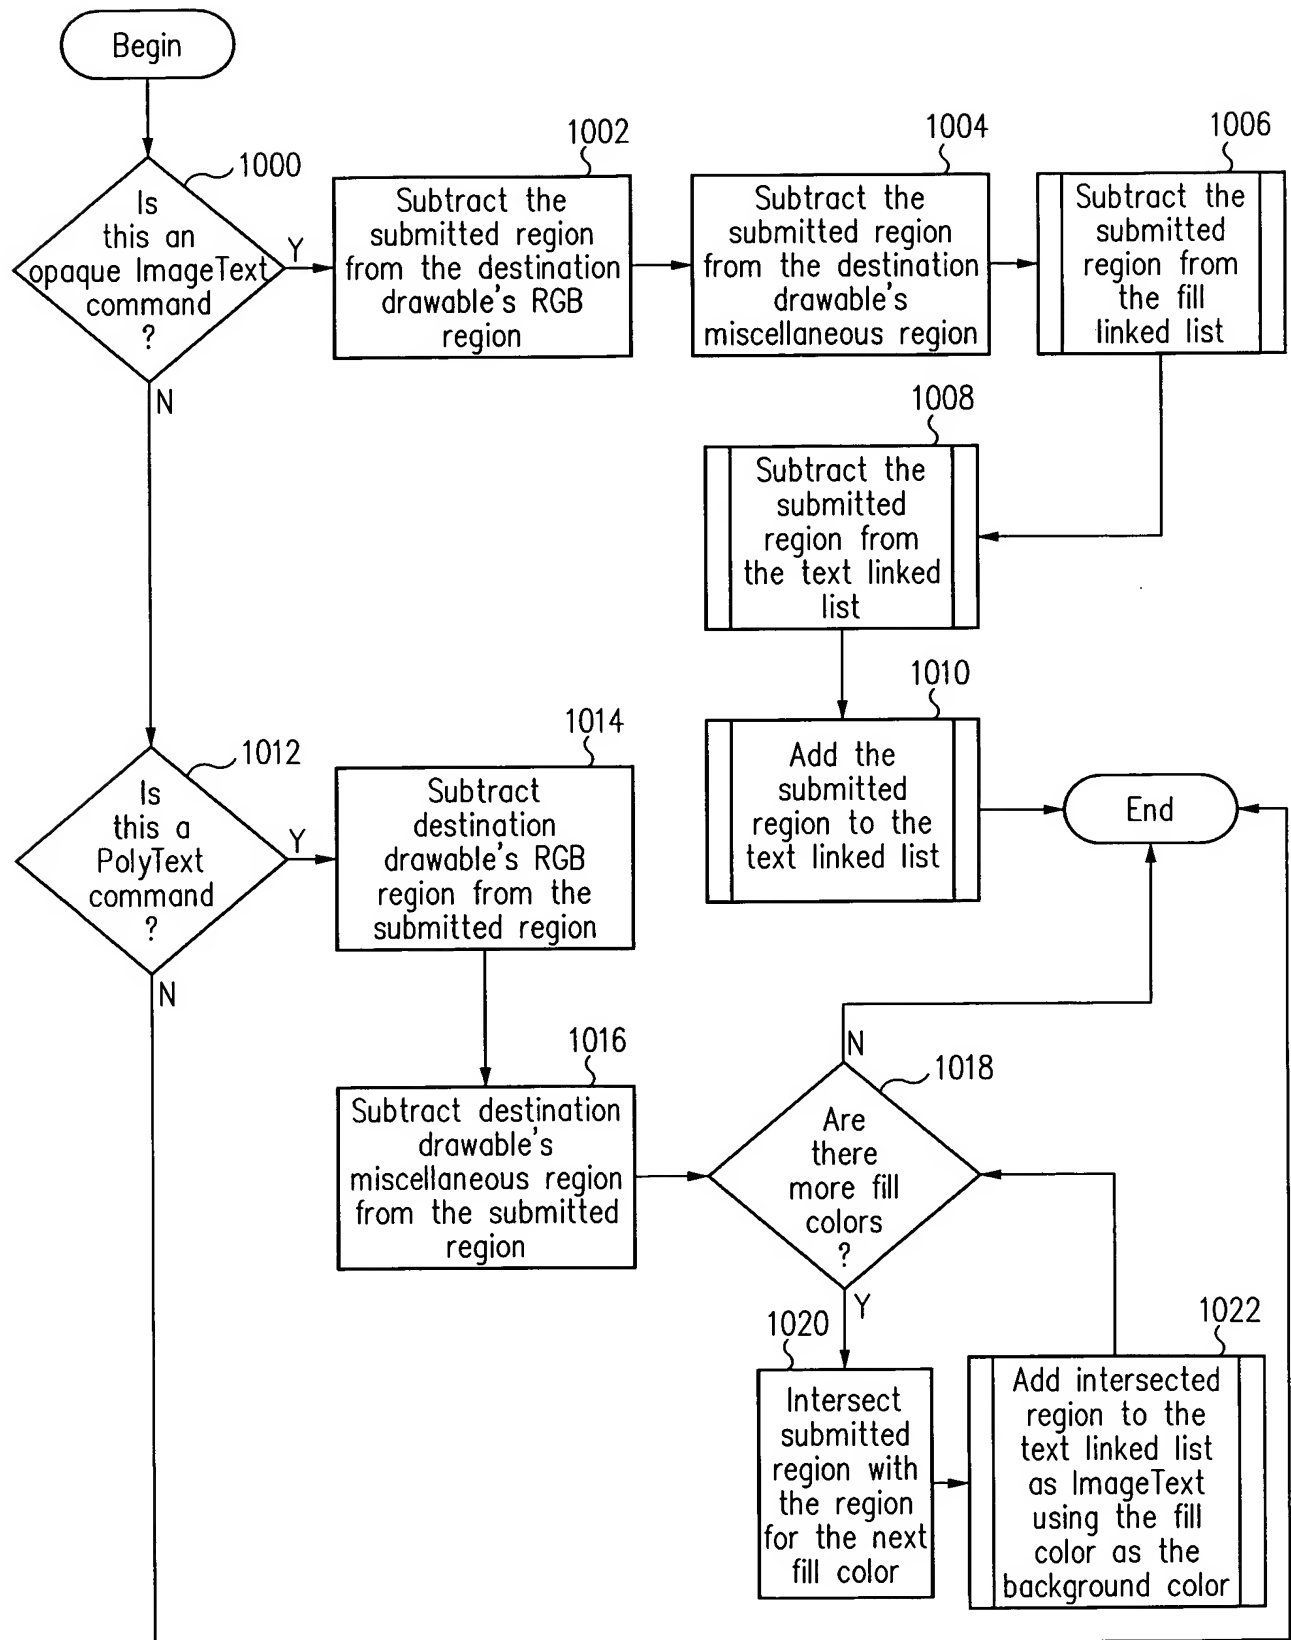 Begin
1000
Is
this an
opaque ImageText
command
?
Y
N
1002
Subtract the
submitted region
from the destination
drawable's RGB
region
1004
Subtract the
submitted region
from the destination
drawable's
miscellaneous region
1006
Subtract the
submitted
region from
the fill
linked list
1008
Subtract the
submitted
region from
the text linked
list
1010
Add the
submitted
region to the
text linked list
End
1012
Is
this a
PolyText
command
?
Y
N
1014
Subtract
destination
drawable's RGB
region from the
submitted region
1016
Subtract destination
drawable's
miscellaneous region
from the submitted
region
N
1018
Are
there
more fill
colors
?
Y
1020
Intersect
submitted
region with
the region
for the next
fill color
1022
Add intersected
region to the
text linked list
as ImageText
using the fill
color as the
background color